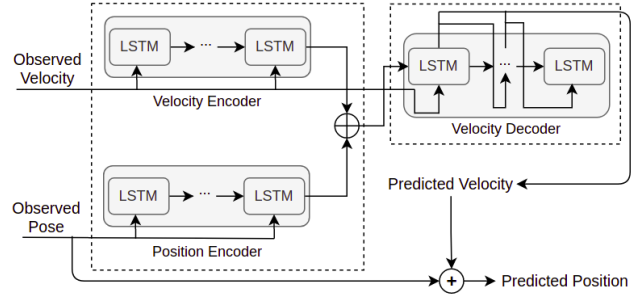 LSTM ... LSTM
Observed
Velocity
Velocity Encoder
LSTM ... LSTM
Velocity Decoder
LSTM ... LSTM
Observed
Pose
Position Encoder
Predicted Velocity
+ Predicted Position